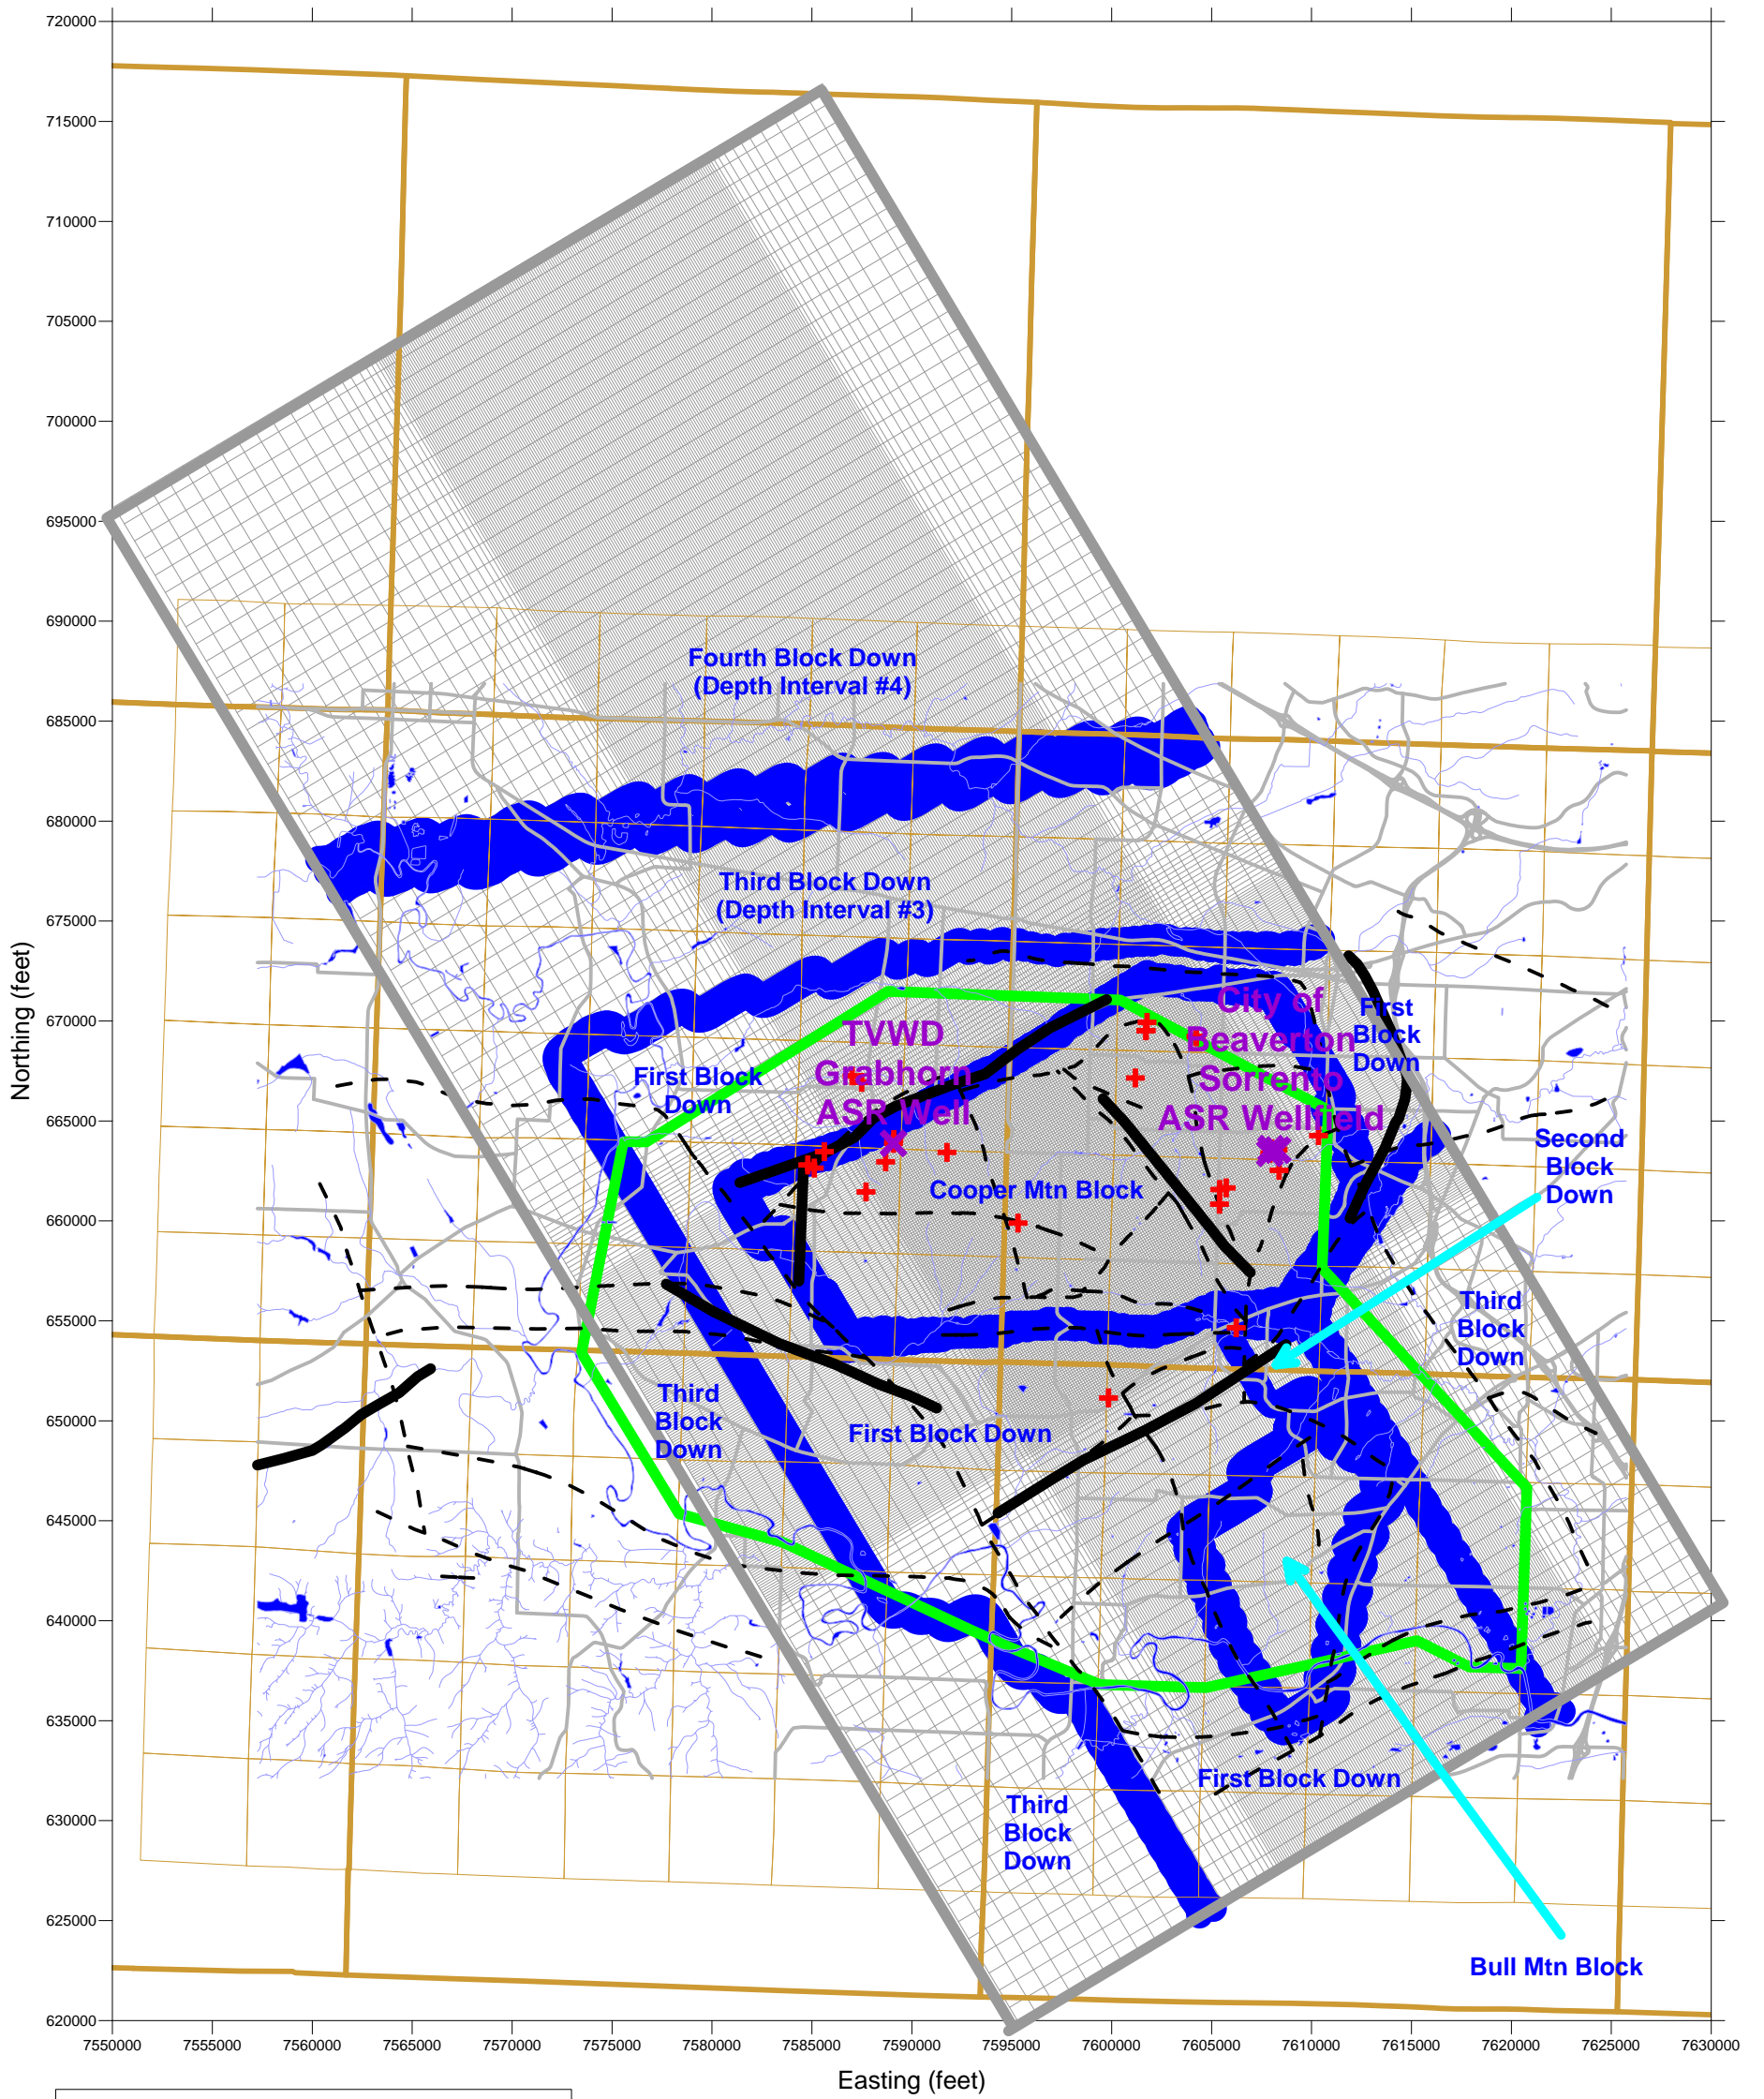 720000
715000
710000
705000
700000
695000
690000
685000
680000
675000
670000
665000
660000
655000
650000
645000
640000
635000
630000
625000
620000
Northing (feet)
Fourth Block Down
(Depth Interval #4)
Third Block Down
(Depth Interval #3)
First Block
Down
TVWD
Grabhorn
ASR Well
City of
Beaverton
Sorrento
ASR Wellfield
First
Block
Down
Second
Block
Down
Cooper Mtn Block
Third
Block
Down
Third
Block
Down
First Block Down
First Block Down
Third
Block
Down
Bull Mtn Block
7550000 7555000 7560000 7565000 7570000 7575000 7580000 7585000 7590000 7595000 7600000 7605000 7610000 7615000 7620000 7625000 7630000
Easting (feet)